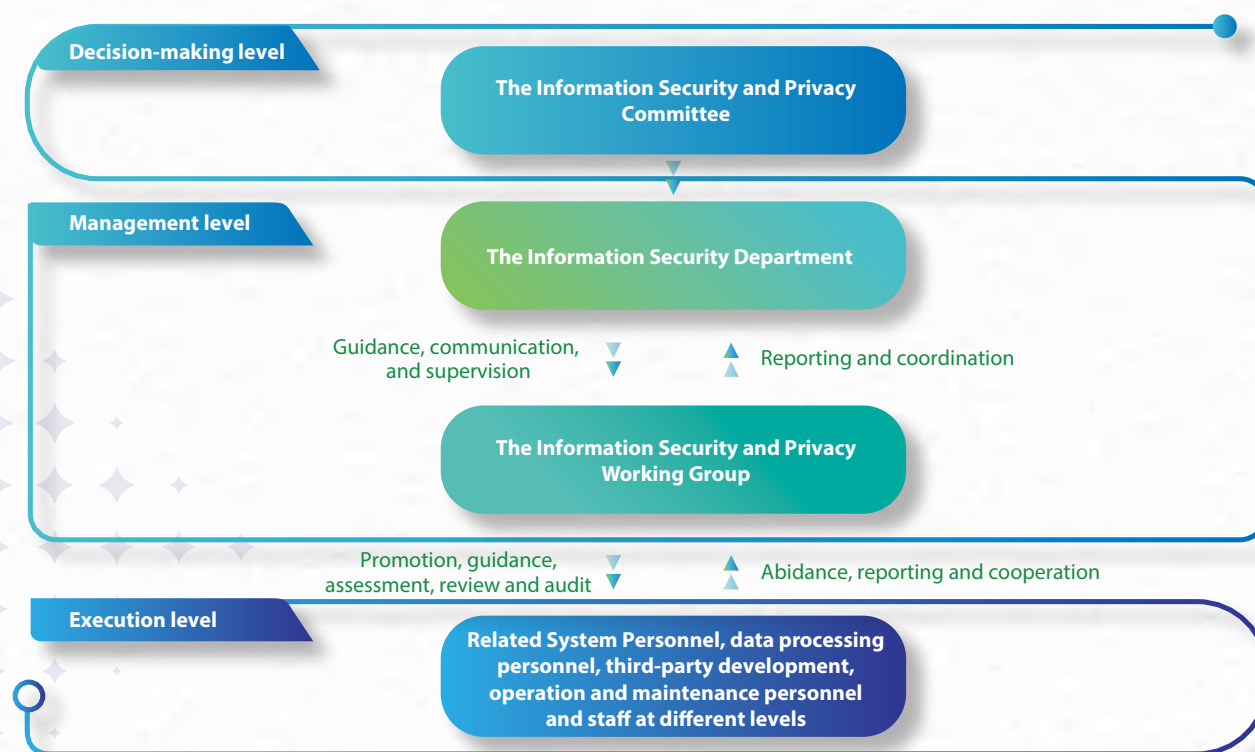 Decision-making level
The Information Security and Privacy
Committee
Management level
The Information Security Department
Guidance, communication,
and supervision
Reporting and coordination
The Information Security and Privacy
Working Group
Promotion, guidance,
assessment, review and audit
Abidance, reporting and cooperation
Execution level
Related System Personnel, data processing
personnel, third-party development,
operation and maintenance personnel
and staff at different levels